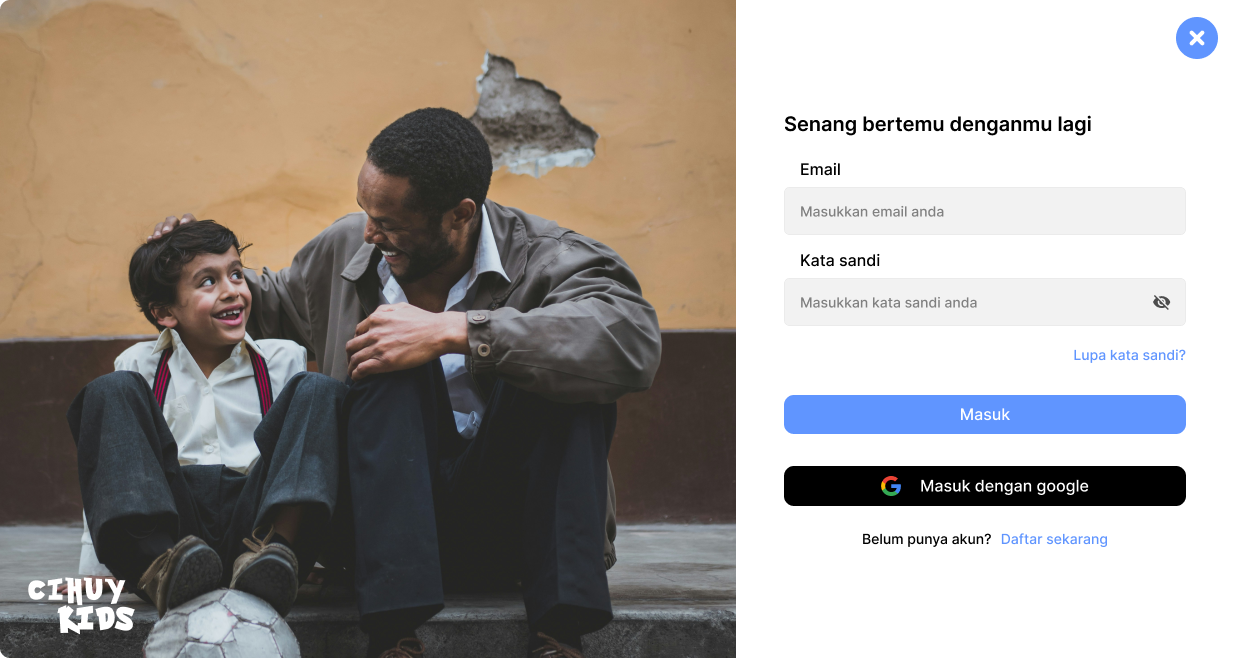 CIHUY
KIDS
Senang bertemu denganmu lagi
Email
Masukkan email anda
Kata sandi
Masukkan kata sandi anda
Lupa kata sandi?
Masuk
Masuk dengan google
Belum punya akun? Daftar sekarang